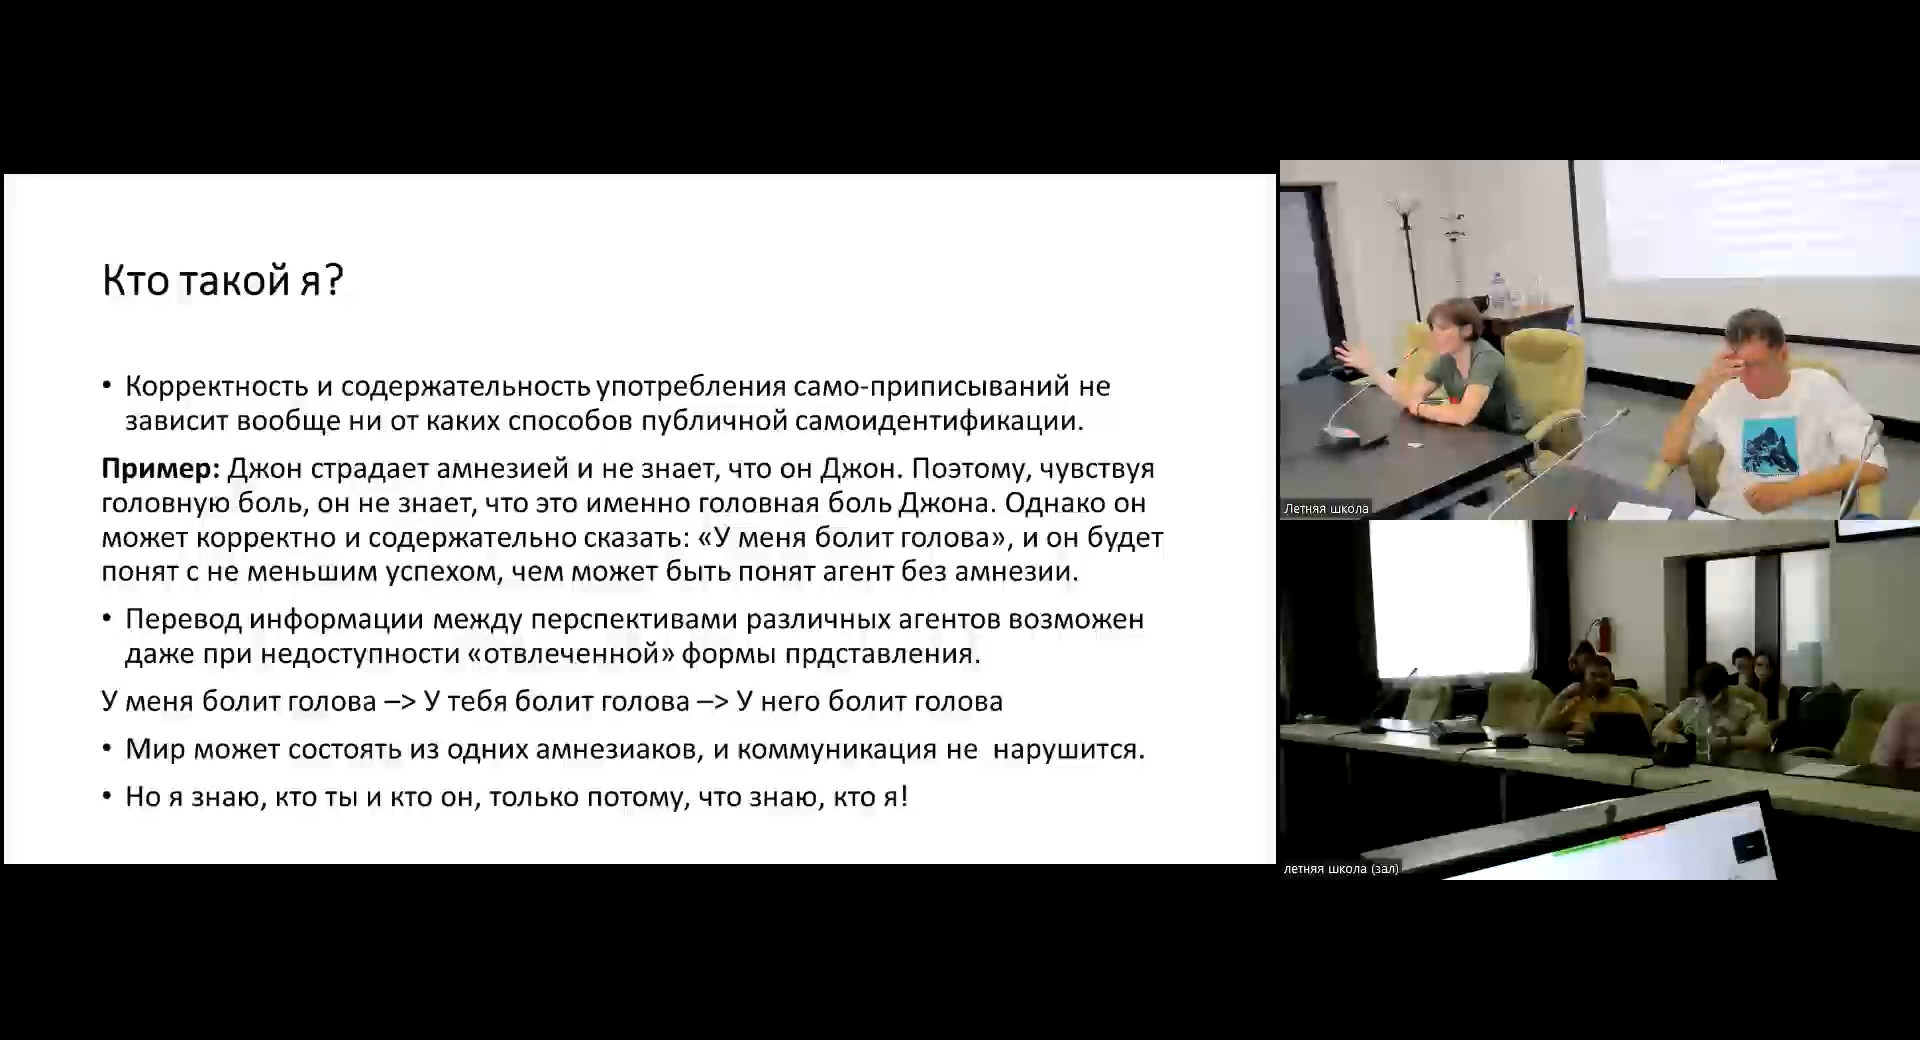 Кто такой я?
• Корректность и содержательность употребления само-приписываний не
зависит вообще ни от каких способов публичной самоидентификации.
Пример: Джон страдает амнезией и не знает, что он Джон. Поэтому, чувствуя
головную боль, он не знает, что это именно головная боль Джона. Однако он
может корректно и содержательно сказать: «У меня болит голова», и он будет
понят с не меньшим успехом, чем может быть понят агент без амнезии.
• Перевод информации между перспективами различных агентов возможен
даже при недоступности «отвлеченной» формы прдставления.
У меня болит голова –> У тебя болит голова –> У него болит голова
• Мир может состоять из одних амнезиаков, и коммуникация не  нарушится.
• Но я знаю, кто ты и кто он, только потому, что знаю, кто я!
Летняя школа
летняя школа (зал)